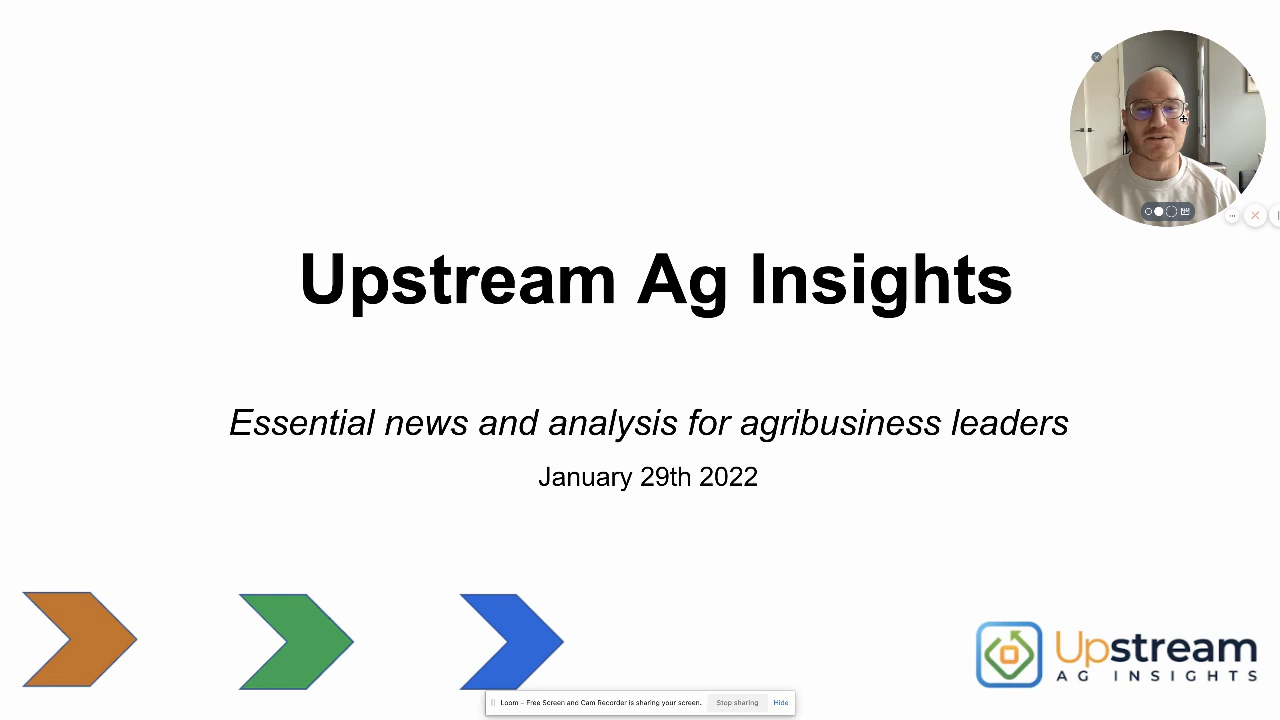 Upstream Ag Insights
Essential news and analysis for agribusiness leaders
January 29th 2022
Upstream
AG INSIGHTS
Loom – Free Screen and Cam Recorder is sharing your screen.
Stop sharing
Hide